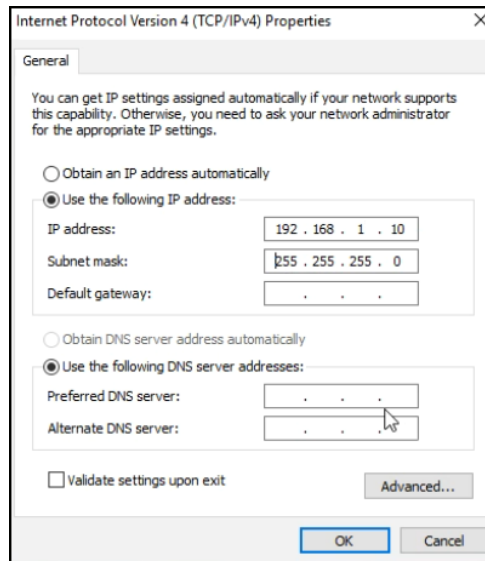 Internet Protocol Version 4 (TCP/IPv4) Properties
General
You can get IP settings assigned automatically if your network supports
this capability. Otherwise, you need to ask your network administrator
for the appropriate IP settings.
Obtain an IP address automatically
Use the following IP address:
IP address: 192 . 168 . 1 . 10
Subnet mask: 255 . 255 . 255 . 0
Default gateway: . . .
Obtain DNS server address automatically
Use the following DNS server addresses:
Preferred DNS server: . . .
Alternate DNS server: . . .
Validate settings upon exit
Advanced...
OK Cancel